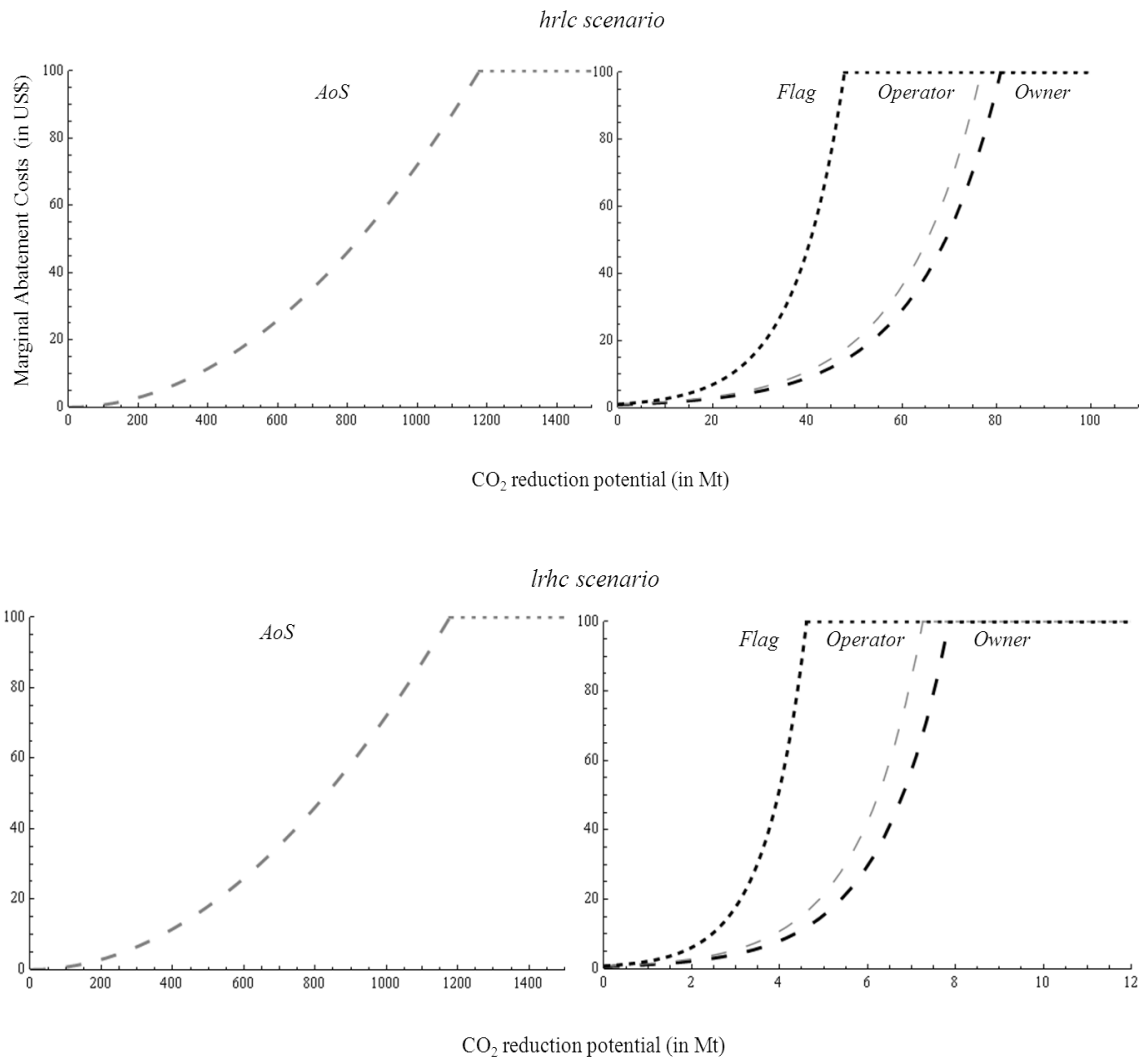 hrlc scenario
Marginal Abatement Costs (in US$)
100
80
60
40
20
0
AoS
0 200 400 600 800 1000 1200 1400
100
80
60
40
20
0
Flag Operator Owner
0 20 40 60 80 100
CO₂ reduction potential (in Mt)
lrhc scenario
100
80
60
40
20
0
AoS
0 200 400 600 800 1000 1200 1400
100
80
60
40
20
0
Flag Operator Owner
0 2 4 6 8 10 12
CO₂ reduction potential (in Mt)